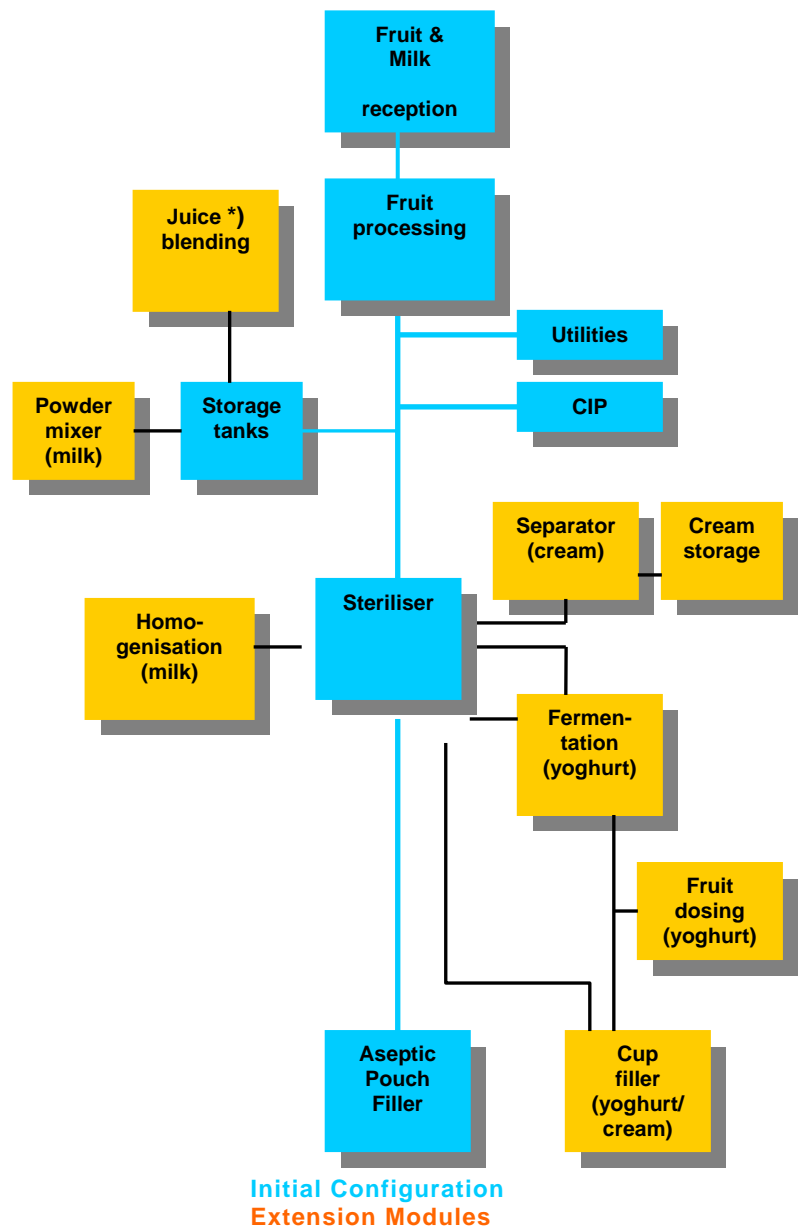 Fruit &
Milk
reception
Fruit
processing
Juice *)
blending
Utilities
Powder
mixer
(milk)
Storage
tanks
CIP
Separator
(cream)
Cream
storage
Steriliser
Homo-
genisation
(milk)
Fermen-
tation
(yoghurt)
Fruit
dosing
(yoghurt)
Aseptic
Pouch
Filler
Cup
filler
(yoghurt/
cream)
Initial Configuration
Extension Modules